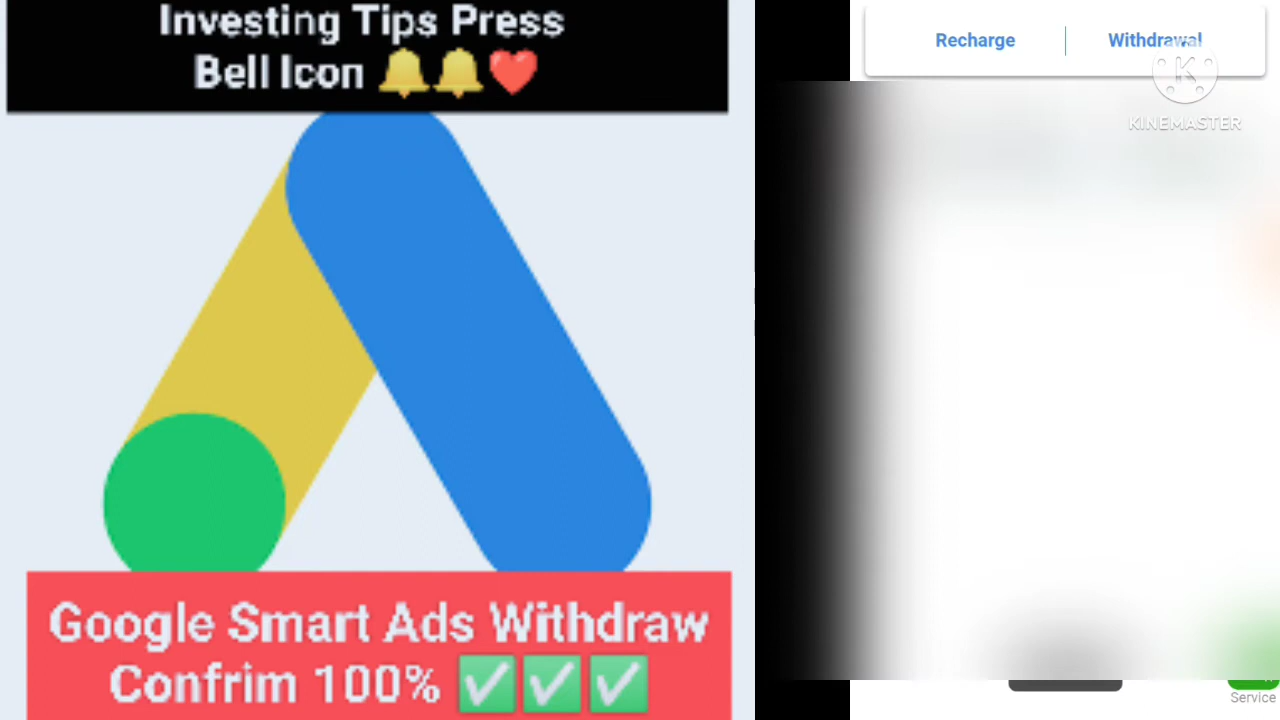 Investing Tips Press
Bell Icon 🔔🔔❤️
Google Smart Ads Withdraw
Confrim 100% ✅✅✅
Recharge
Withdrawal
KINEMASTER
Service